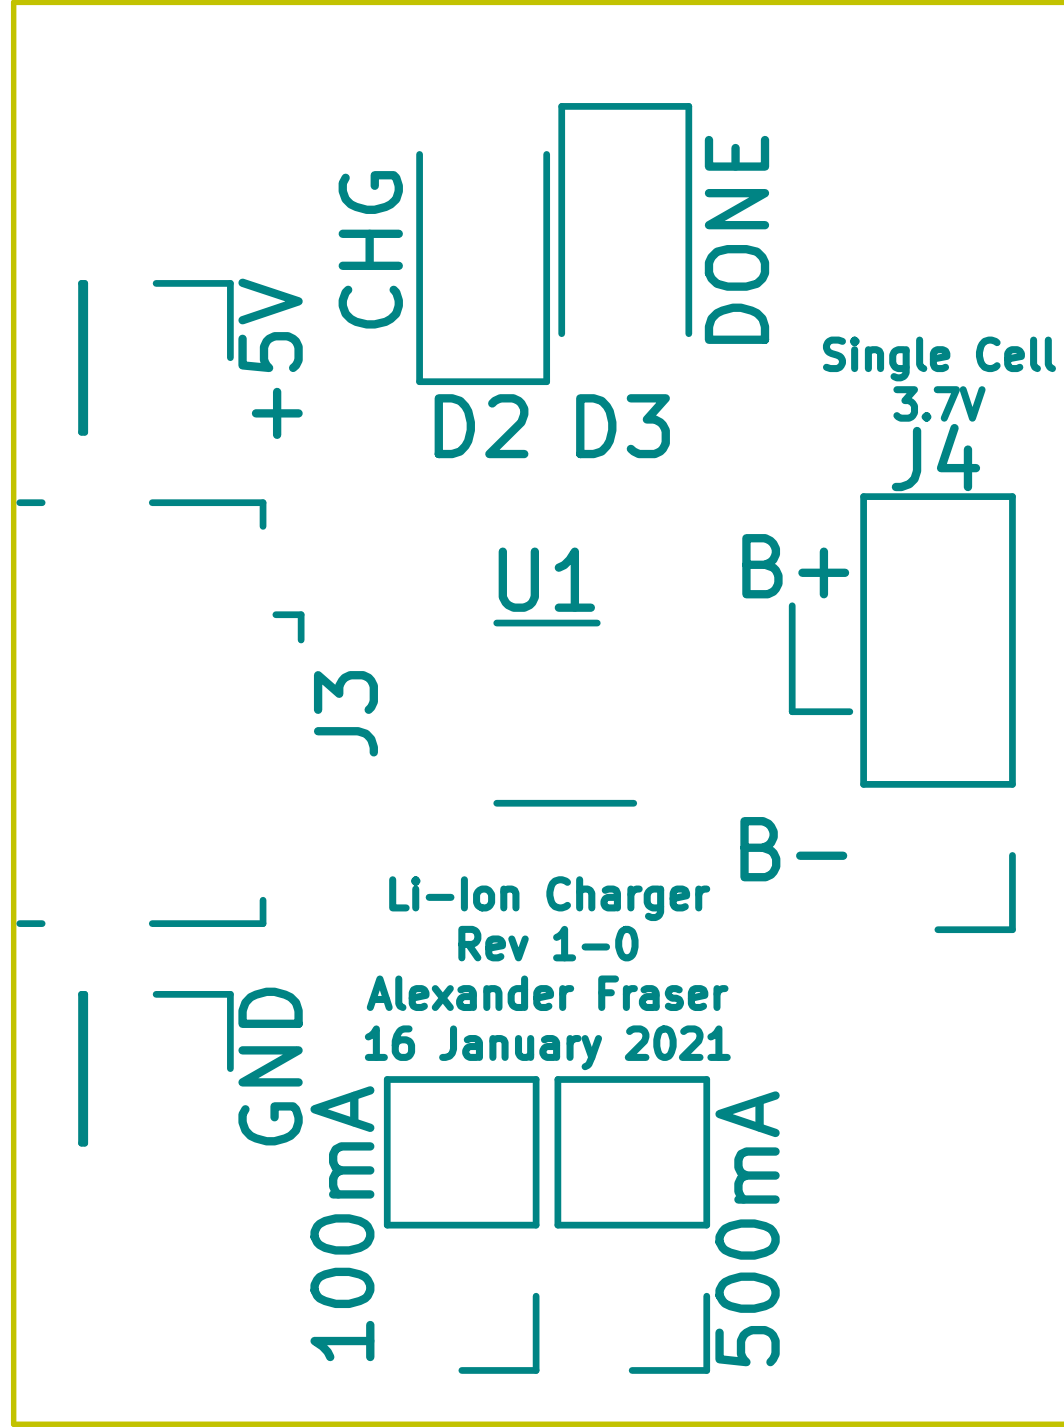 CHG
DONE
+5V
Single Cell
3.7V
D2
D3
J4
U1
B+
J3
B-
Li-Ion Charger
Rev 1-0
Alexander Fraser
16 January 2021
GND
100mA
500mA